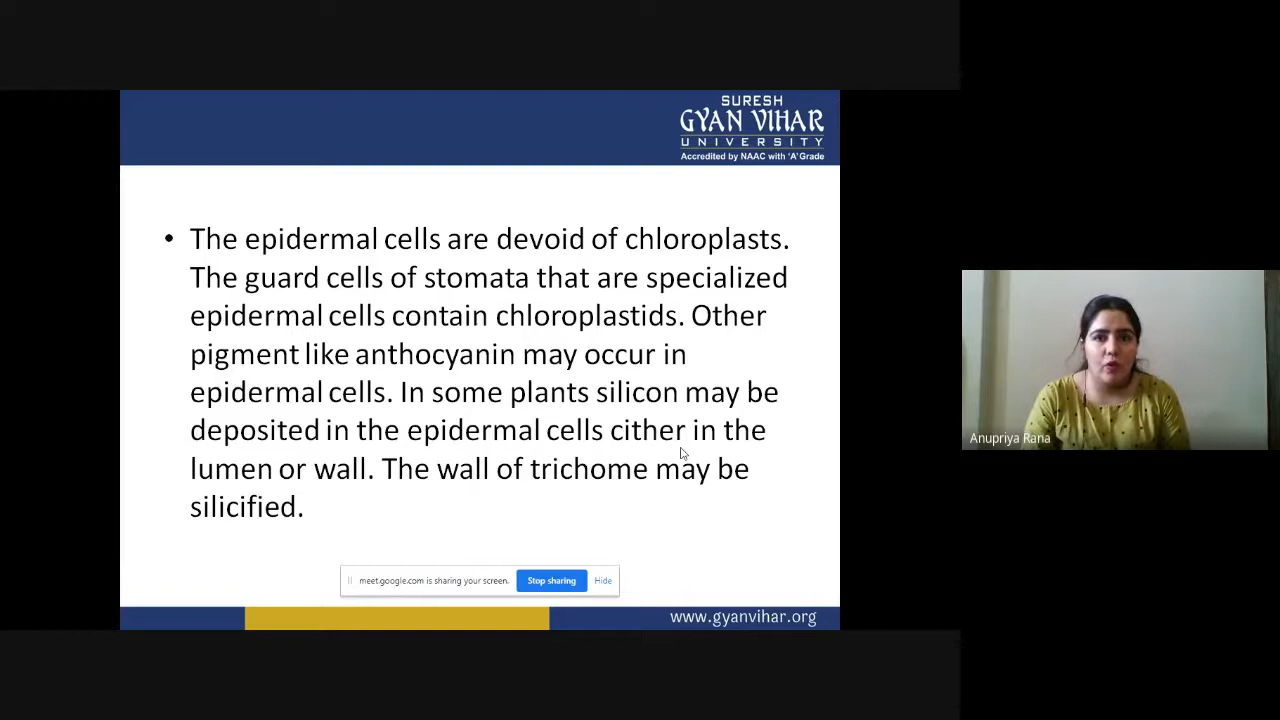 SURESH
GYAN VIHAR
UNIVERSITY
Accredited by NAAC with 'A' Grade
• The epidermal cells are devoid of chloroplasts.
The guard cells of stomata that are specialized
epidermal cells contain chloroplastids. Other
pigment like anthocyanin may occur in
epidermal cells. In some plants silicon may be
deposited in the epidermal cells cither in the
lumen or wall. The wall of trichome may be
silicified.
Anupriya Rana
meet.google.com is sharing your screen. Stop sharing Hide
www.gyanvihar.org